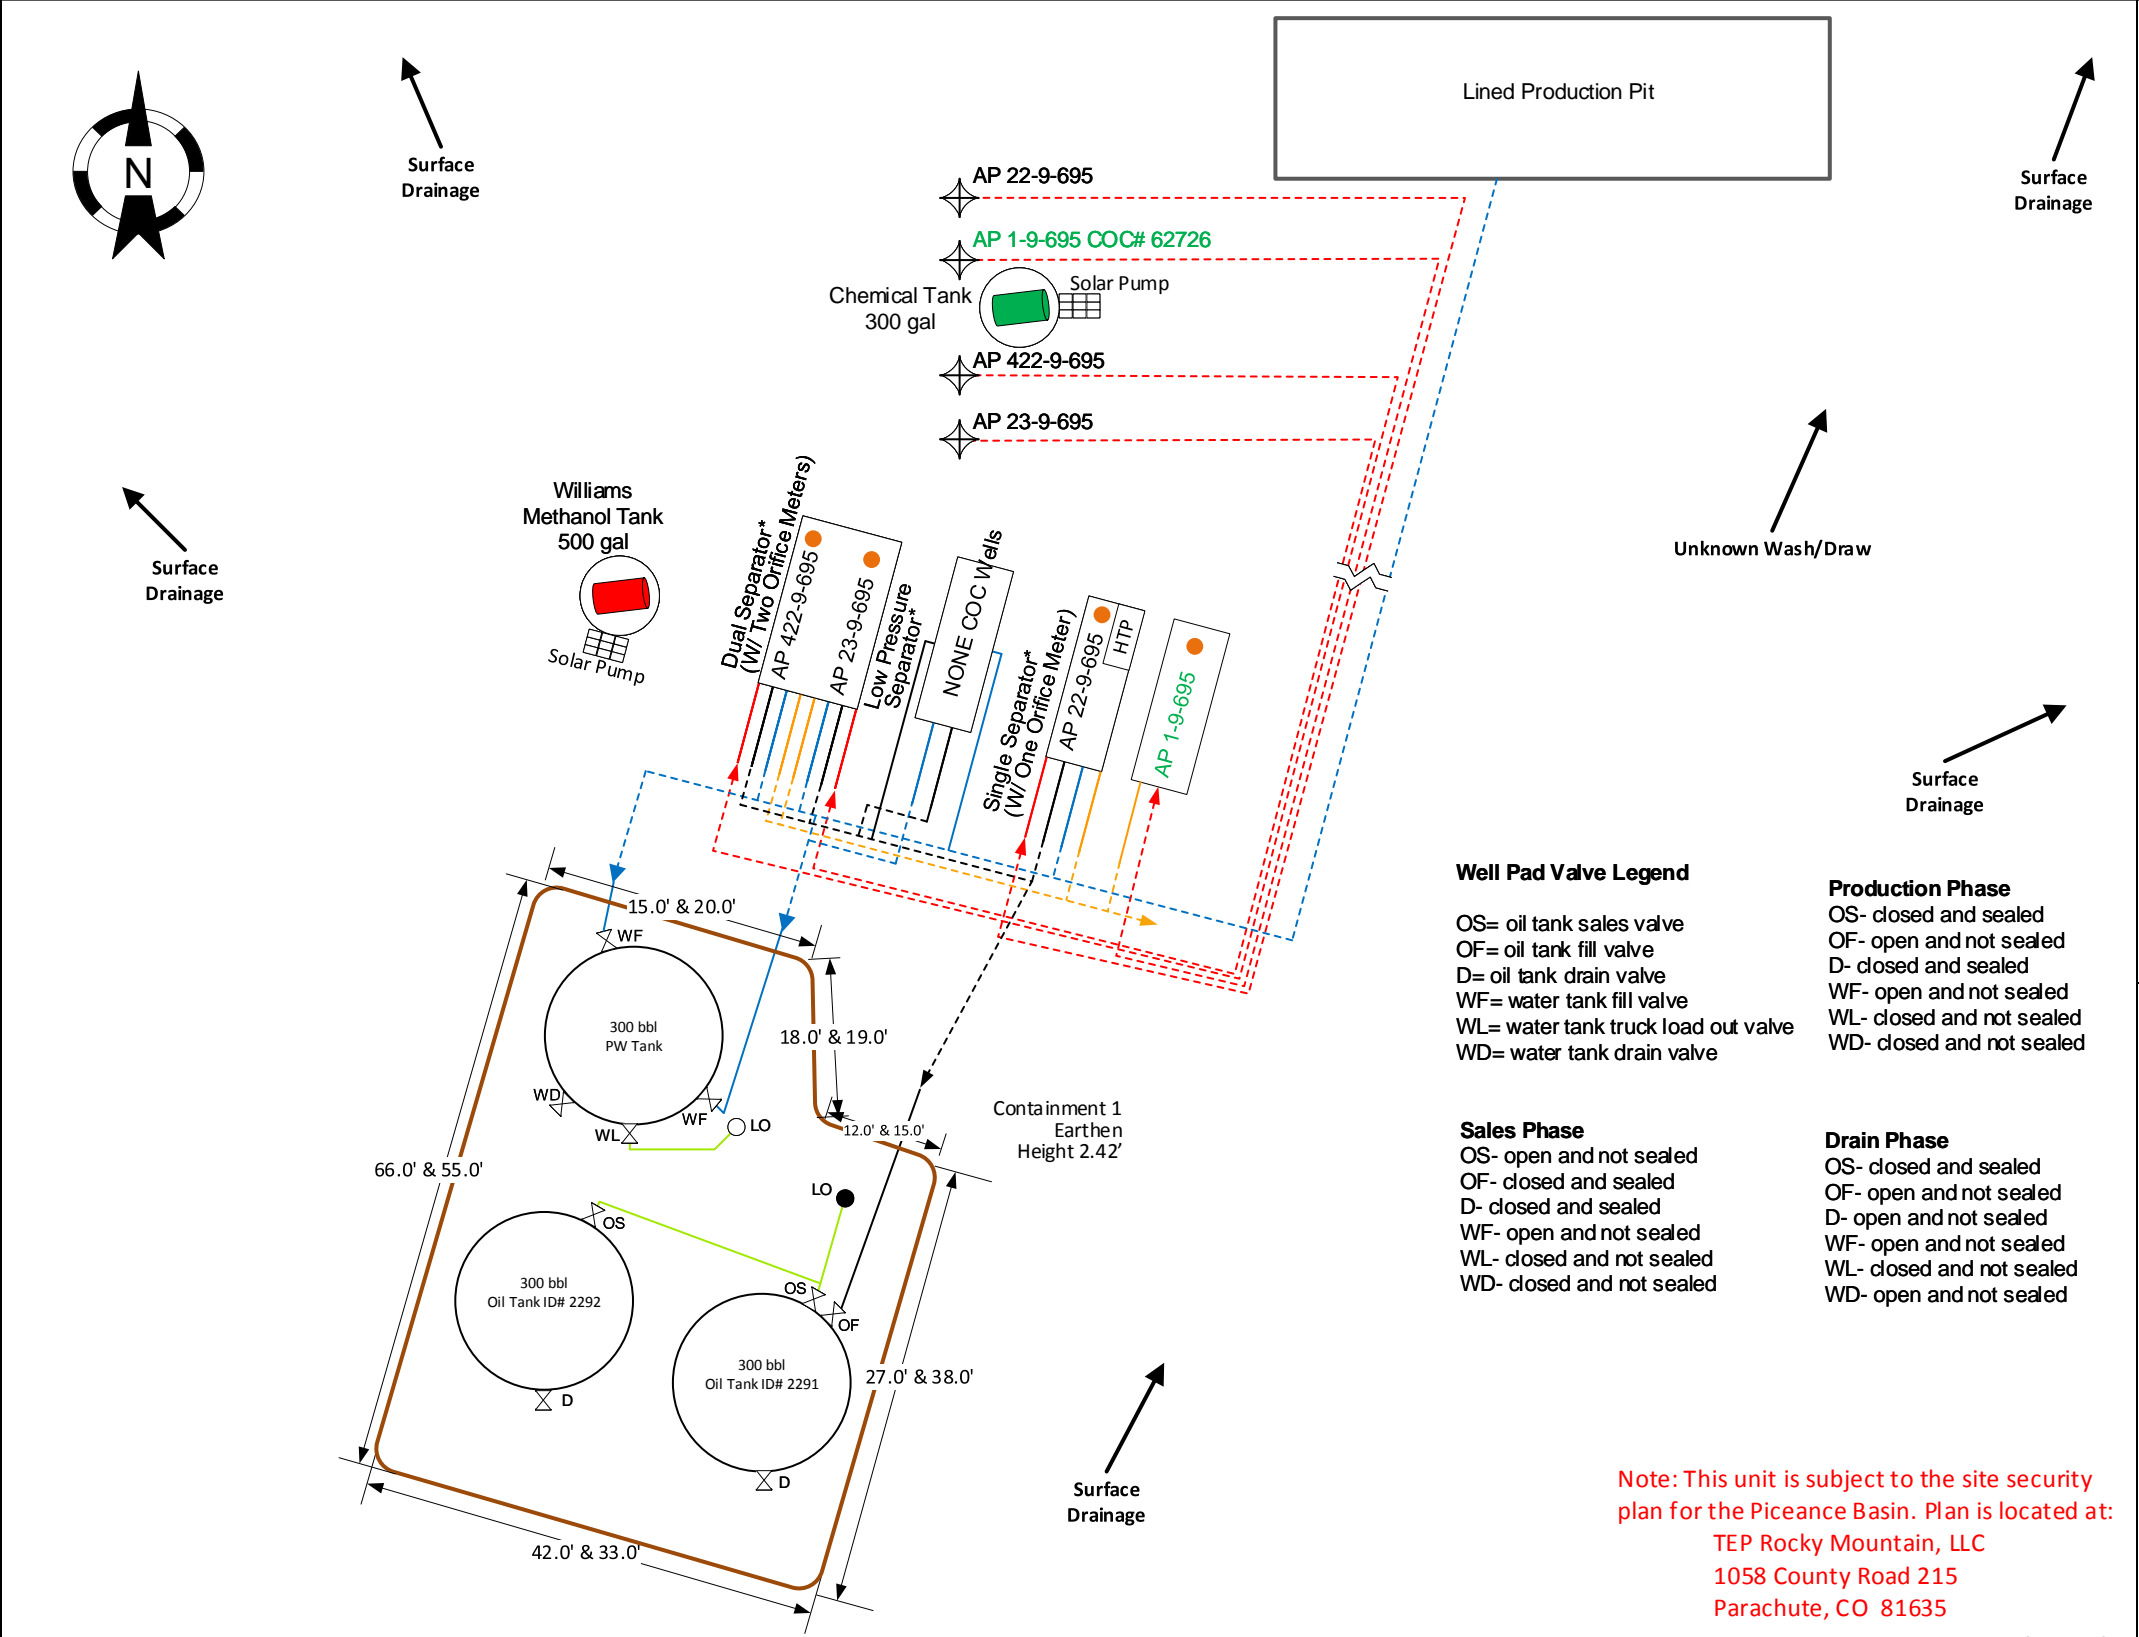 N
Surface
Drainage
Lined Production Pit
Surface
Drainage
AP 22-9-695
AP 1-9-695 COC# 62726
Solar Pump
Chemical Tank
300 gal
AP 422-9-695
AP 23-9-695
Williams
Methanol Tank
500 gal
Solar Pump
Surface
Drainage
Unknown Wash/Draw
Dual Separator*
(W/ Two Orifice Meters)
AP 422-9-695
AP 23-9-695
Low Pressure
Separator*
NONE COC Wells
Single Separator*
(W/ One Orifice Meter)
AP 22-9-695
HTP
AP 1-9-695
Surface
Drainage
15.0' & 20.0'
WF
300 bbl
PW Tank
18.0' & 19.0'
WD
WF
WL
LO
12.0' & 15.0'
Containment 1
Earthen
Height 2.42'
66.0' & 55.0'
LO
OS
300 bbl
Oil Tank ID# 2292
OS
OF
300 bbl
Oil Tank ID# 2291
27.0' & 38.0'
D
D
42.0' & 33.0'
Surface
Drainage
Well Pad Valve Legend
OS= oil tank sales valve
OF= oil tank fill valve
D= oil tank drain valve
WF= water tank fill valve
WL= water tank truck load out valve
WD= water tank drain valve
Production Phase
OS- closed and sealed
OF- open and not sealed
D- closed and sealed
WF- open and not sealed
WL- closed and not sealed
WD- closed and not sealed
Sales Phase
OS- open and not sealed
OF- closed and sealed
D- closed and sealed
WF- open and not sealed
WL- closed and not sealed
WD- closed and not sealed
Drain Phase
OS- closed and sealed
OF- open and not sealed
D- open and not sealed
WF- open and not sealed
WL- closed and not sealed
WD- open and not sealed
Note: This unit is subject to the site security
plan for the Piceance Basin. Plan is located at:
TEP Rocky Mountain, LLC
1058 County Road 215
Parachute, CO 81635